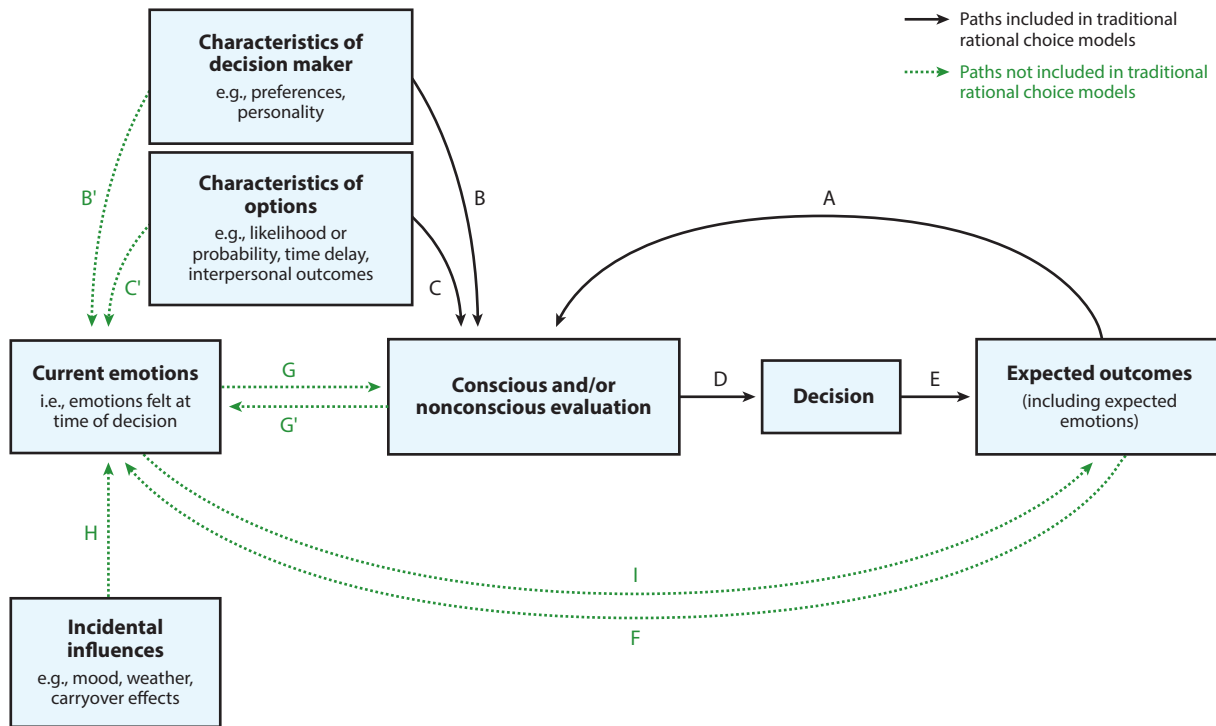 Characteristics of
decision maker
e.g., preferences,
personality
Paths included in traditional
rational choice models
Paths not included in traditional
rational choice models
Characteristics of
options
e.g., likelihood or
probability, time delay,
interpersonal outcomes
B'
B
A
C'
C
Current emotions
i.e., emotions felt at
time of decision
G
G'
Conscious and/or
nonconscious evaluation
D
Decision
E
Expected outcomes
(including expected
emotions)
H
I
F
Incidental
influences
e.g., mood, weather,
carryover effects